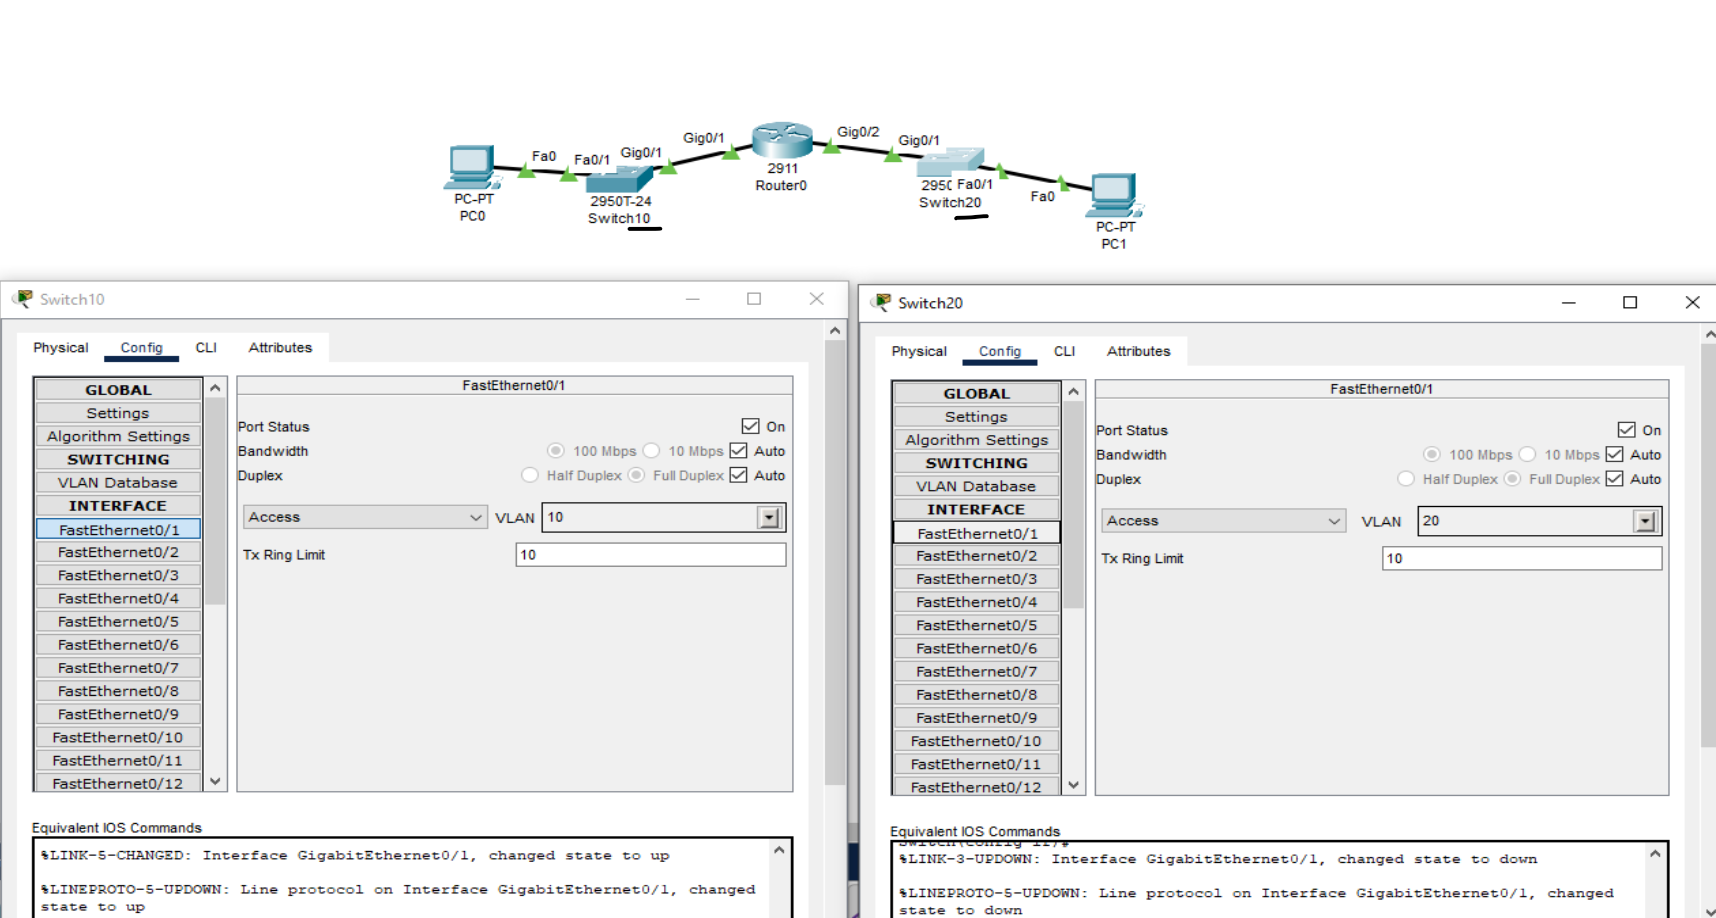 Fa0
Fa0/1
Gig0/1
Gig0/1
Gig0/2
Gig0/1
PC-PT
PC0
2950T-24
Switch10
2911
Router0
Fa0/1
Switch20
Fa0
PC-PT
PC1
Switch10
Physical
Config
CLI
Attributes
GLOBAL
Settings
Algorithm Settings
SWITCHING
VLAN Database
INTERFACE
FastEthernet0/1
FastEthernet0/2
FastEthernet0/3
FastEthernet0/4
FastEthernet0/5
FastEthernet0/6
FastEthernet0/7
FastEthernet0/8
FastEthernet0/9
FastEthernet0/10
FastEthernet0/11
FastEthernet0/12
FastEthernet0/1
Port Status On
Bandwidth 100 Mbps 10 Mbps Auto
Duplex Half Duplex Full Duplex Auto
Access VLAN 10
Tx Ring Limit 10
Equivalent IOS Commands
%LINK-5-CHANGED: Interface GigabitEthernet0/1, changed state to up
%LINEPROTO-5-UPDOWN: Line protocol on Interface GigabitEthernet0/1, changed
state to up
Switch20
Physical
Config
CLI
Attributes
GLOBAL
Settings
Algorithm Settings
SWITCHING
VLAN Database
INTERFACE
FastEthernet0/1
FastEthernet0/2
FastEthernet0/3
FastEthernet0/4
FastEthernet0/5
FastEthernet0/6
FastEthernet0/7
FastEthernet0/8
FastEthernet0/9
FastEthernet0/10
FastEthernet0/11
FastEthernet0/12
FastEthernet0/1
Port Status On
Bandwidth 100 Mbps 10 Mbps Auto
Duplex Half Duplex Full Duplex Auto
Access VLAN 20
Tx Ring Limit 10
Equivalent IOS Commands
%LINK-3-UPDOWN: Interface GigabitEthernet0/1, changed state to down
%LINEPROTO-5-UPDOWN: Line protocol on Interface GigabitEthernet0/1, changed
state to down